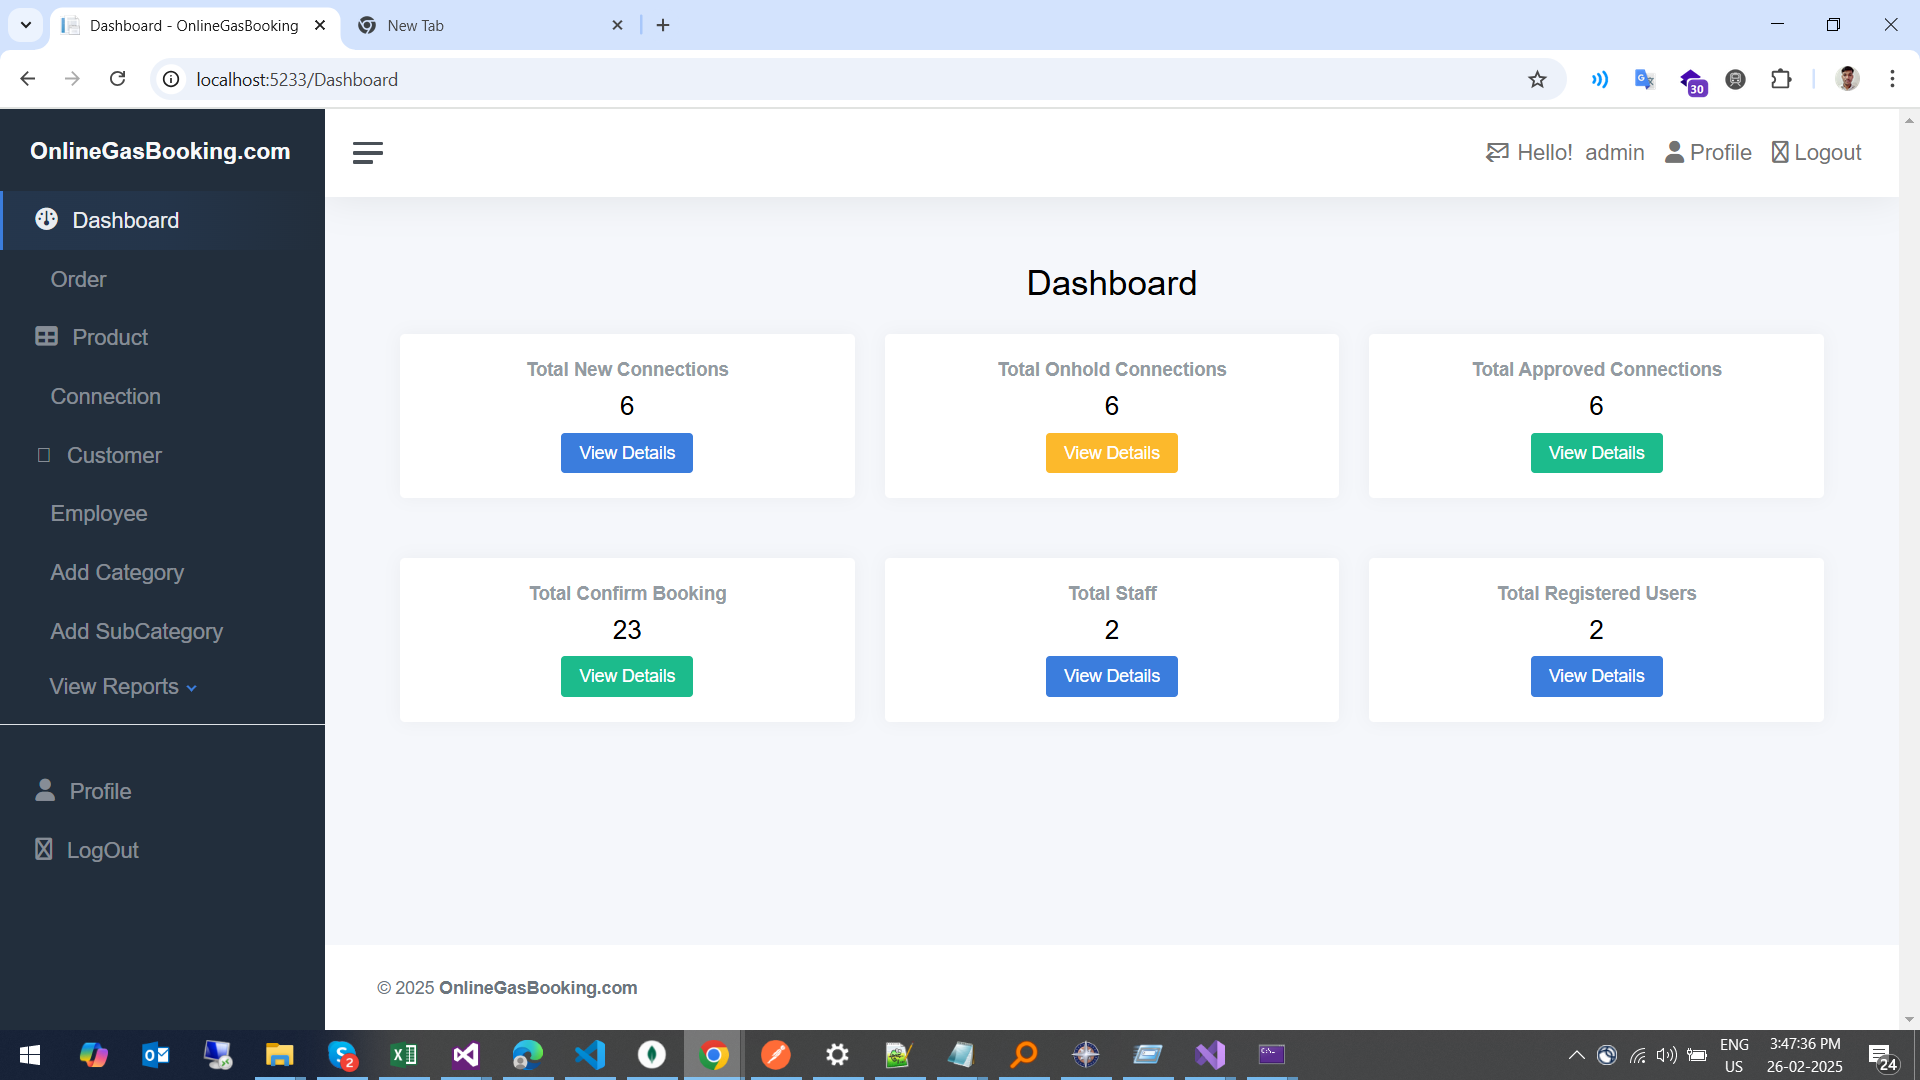 Dashboard - OnlineGasBooking
New Tab
localhost:5233/Dashboard
30
OnlineGasBooking.com
Hello! admin
Profile
Logout
Dashboard
Order
Product
Connection
Customer
Employee
Add Category
Add SubCategory
View Reports
Profile
LogOut
Dashboard
Total New Connections
6
View Details
Total Onhold Connections
6
View Details
Total Approved Connections
6
View Details
Total Confirm Booking
23
View Details
Total Staff
2
View Details
Total Registered Users
2
View Details
© 2025 OnlineGasBooking.com
2
ENG
US
3:47:36 PM
26-02-2025
24